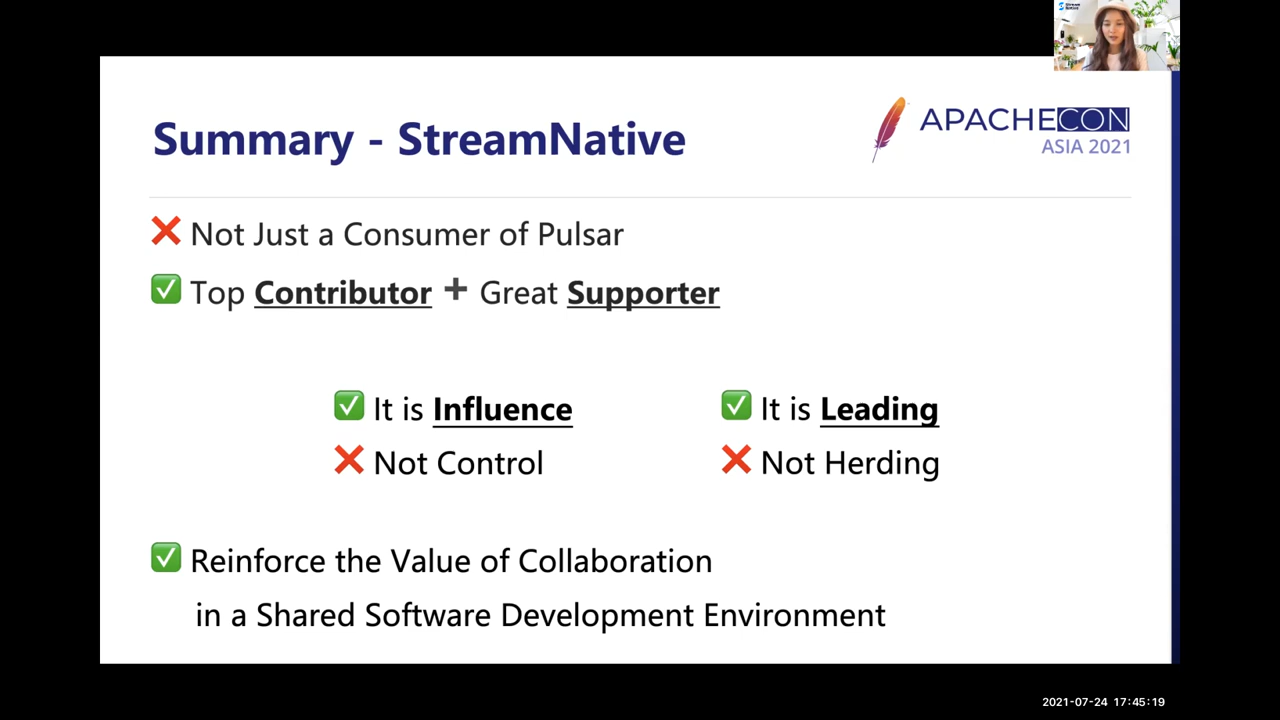 Stream
Native
Summary - StreamNative
APACHECON
ASIA 2021
❌ Not Just a Consumer of Pulsar
✅ Top Contributor ➕ Great Supporter
✅ It is Influence
❌ Not Control
✅ It is Leading
❌ Not Herding
✅ Reinforce the Value of Collaboration
in a Shared Software Development Environment
2021-07-24 17:45:19